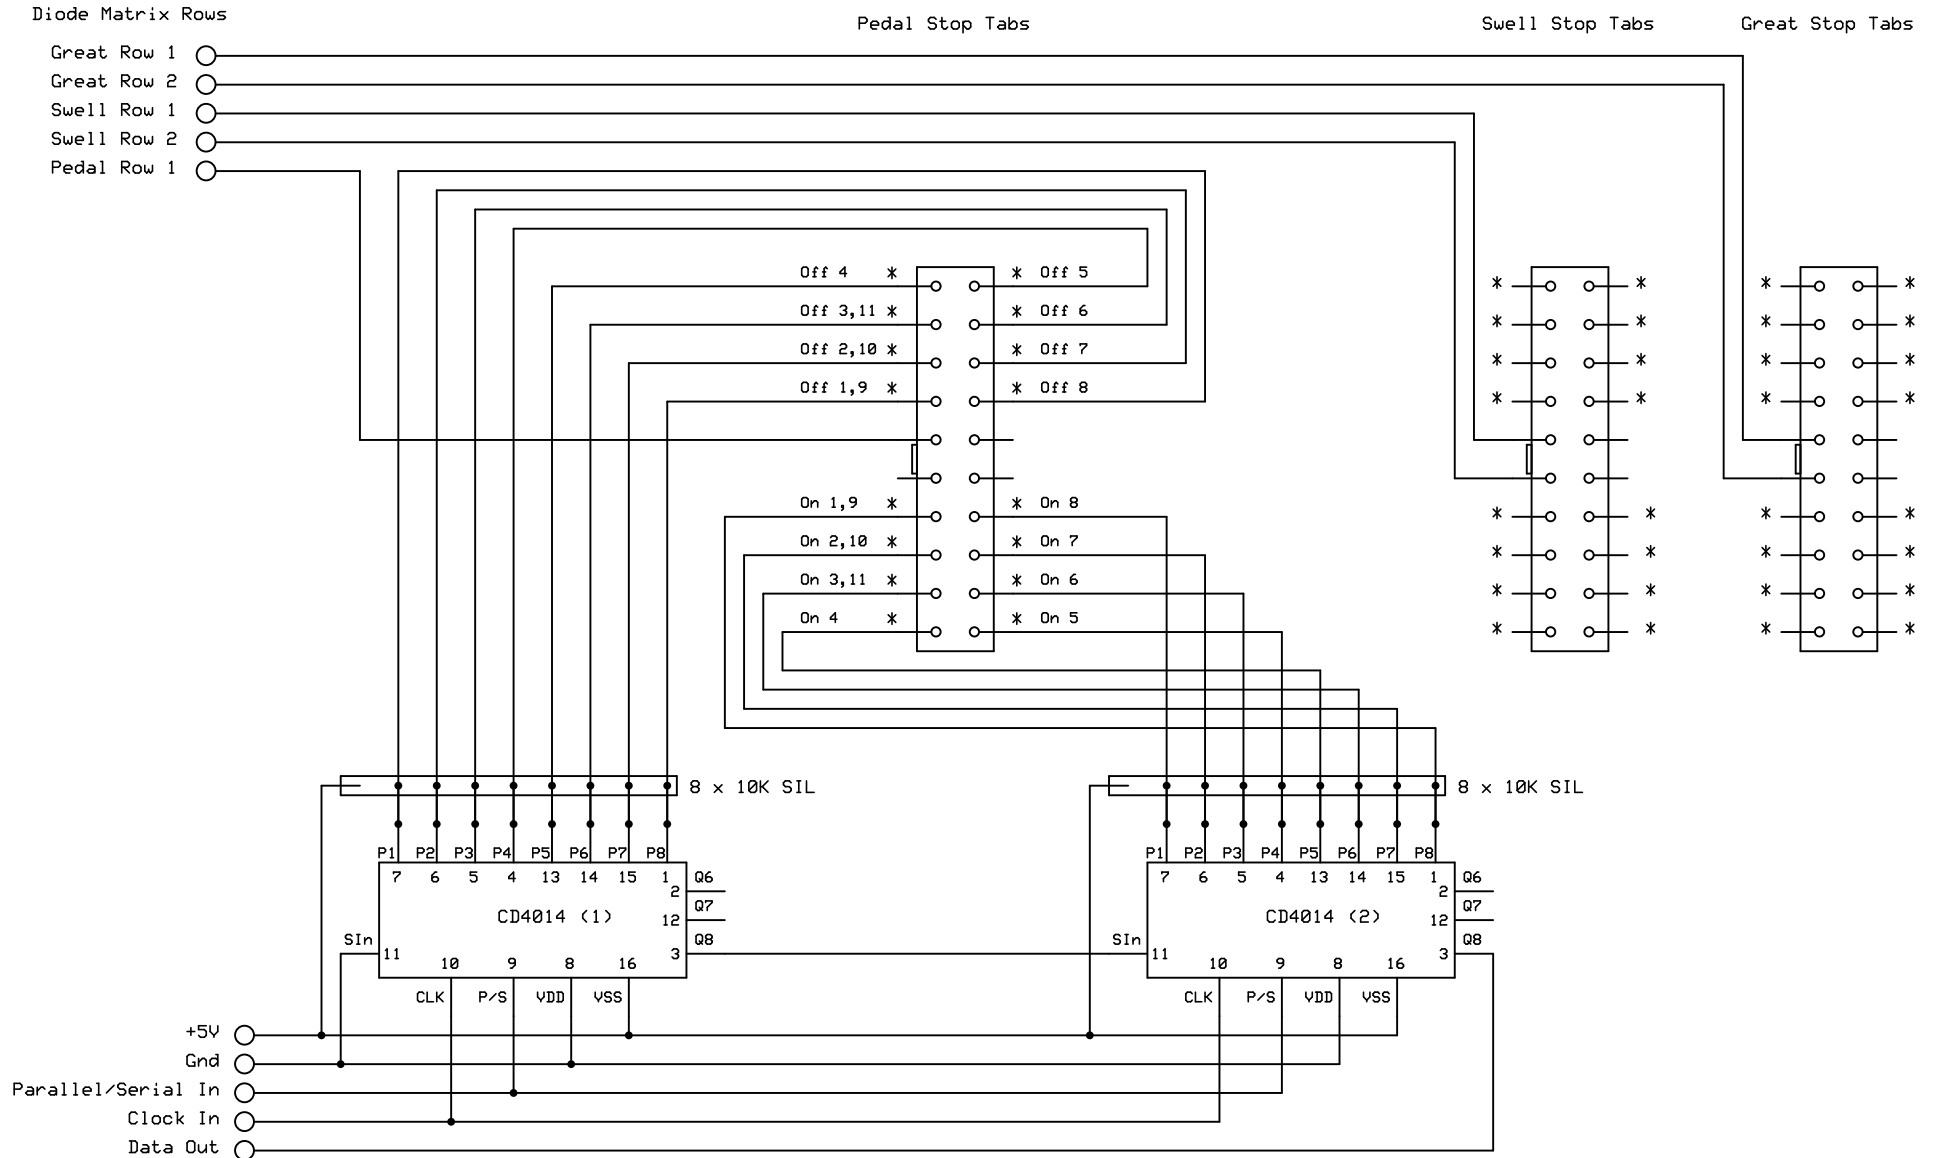 Diode Matrix Rows
Pedal Stop Tabs
Swell Stop Tabs
Great Stop Tabs
Great Row 1
Great Row 2
Swell Row 1
Swell Row 2
Pedal Row 1
Off 4 * * Off 5
Off 3,11 * * Off 6
Off 2,10 * * Off 7
Off 1,9 * * Off 8
On 1,9 * * On 8
On 2,10 * * On 7
On 3,11 * * On 6
On 4 * * On 5
* * * *
* * * *
* * * *
* * * *
* * * *
* * * *
* * * *
* * * *
8 x 10K SIL
8 x 10K SIL
P1 P2 P3 P4 P5 P6 P7 P8
7 6 5 4 13 14 15 1 Q6
2
Q7
CD4014 (1) 12
SIn Q8
11 3
10 9 8 16
CLK P/S VDD VSS
P1 P2 P3 P4 P5 P6 P7 P8
7 6 5 4 13 14 15 1 Q6
2
Q7
CD4014 (2) 12
SIn Q8
11 3
10 9 8 16
CLK P/S VDD VSS
+5V
Gnd
Parallel/Serial In
Clock In
Data Out